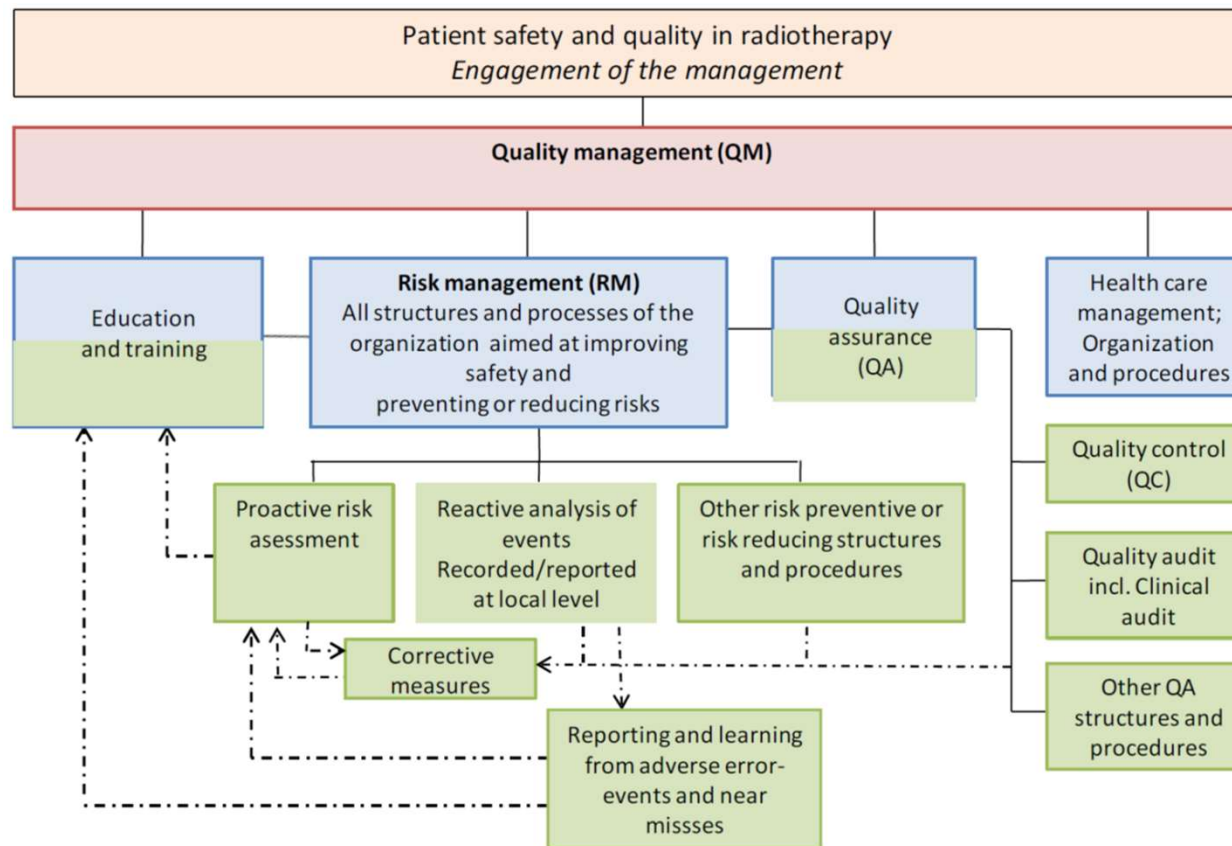 Patient safety and quality in radiotherapy
Engagement of the management
Quality management (QM)
Education
and training
Risk management (RM)
All structures and processes of the
organization aimed at improving
safety and
preventing or reducing risks
Quality
assurance
(QA)
Health care
management;
Organization
and procedures
Proactive risk
asessment
Reactive analysis of
events
Recorded/reported
at local level
Other risk preventive or
risk reducing structures
and procedures
Quality control
(QC)
Quality audit
incl. Clinical
audit
Corrective
measures
Other QA
structures and
procedures
Reporting and learning
from adverse error-
events and near
missses